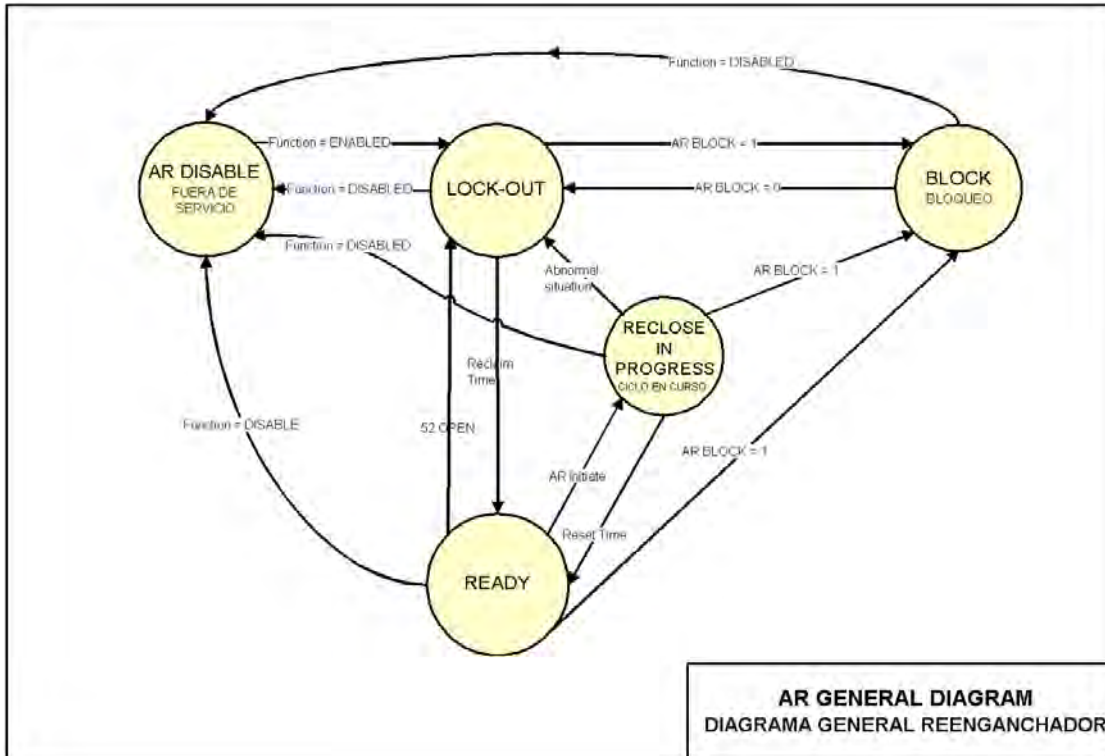 Function = DISABLED
Function = ENABLED
AR BLOCK = 1
AR DISABLE
FUERA DE
SERVICIO
Function = DISABLED
LOCK-OUT
AR BLOCK = 0
BLOCK
BLOQUEO
Function = DISABLED
Abnormal
situation
AR BLOCK = 1
RECLOSE
IN
PROGRESS
CICLO EN CURSO
Reclaim
Time
Function = DISABLE
52 OPEN
AR BLOCK = 1
AR Initiate
Reset Time
READY
AR GENERAL DIAGRAM
DIAGRAMA GENERAL REENGANCHADOR